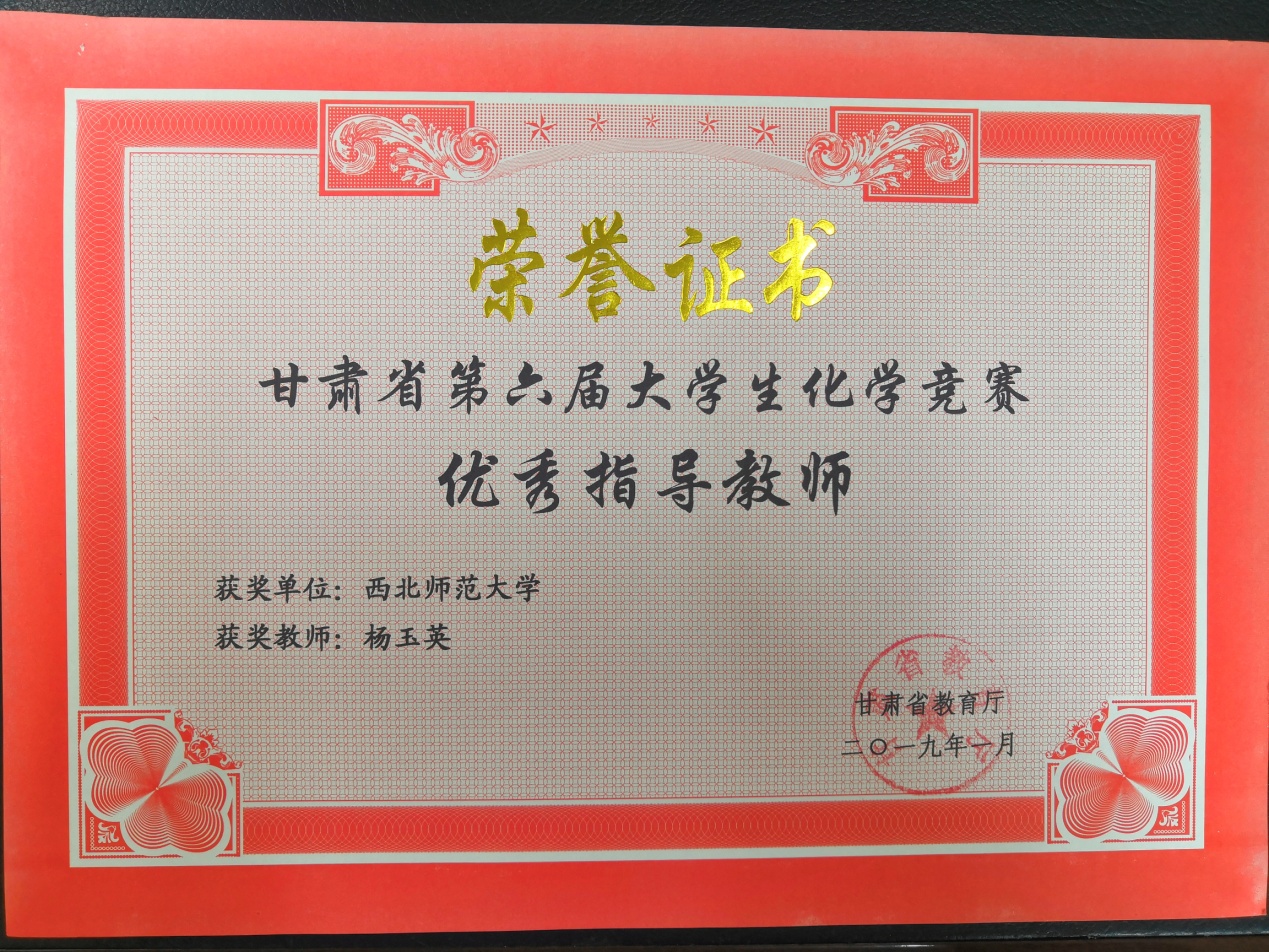 荣誉证书
甘肃省第六届大学生化学竞赛
优秀指导教师
获奖单位：西北师范大学
获奖教师：杨玉英
甘肃省教育厅
二〇一九年一月